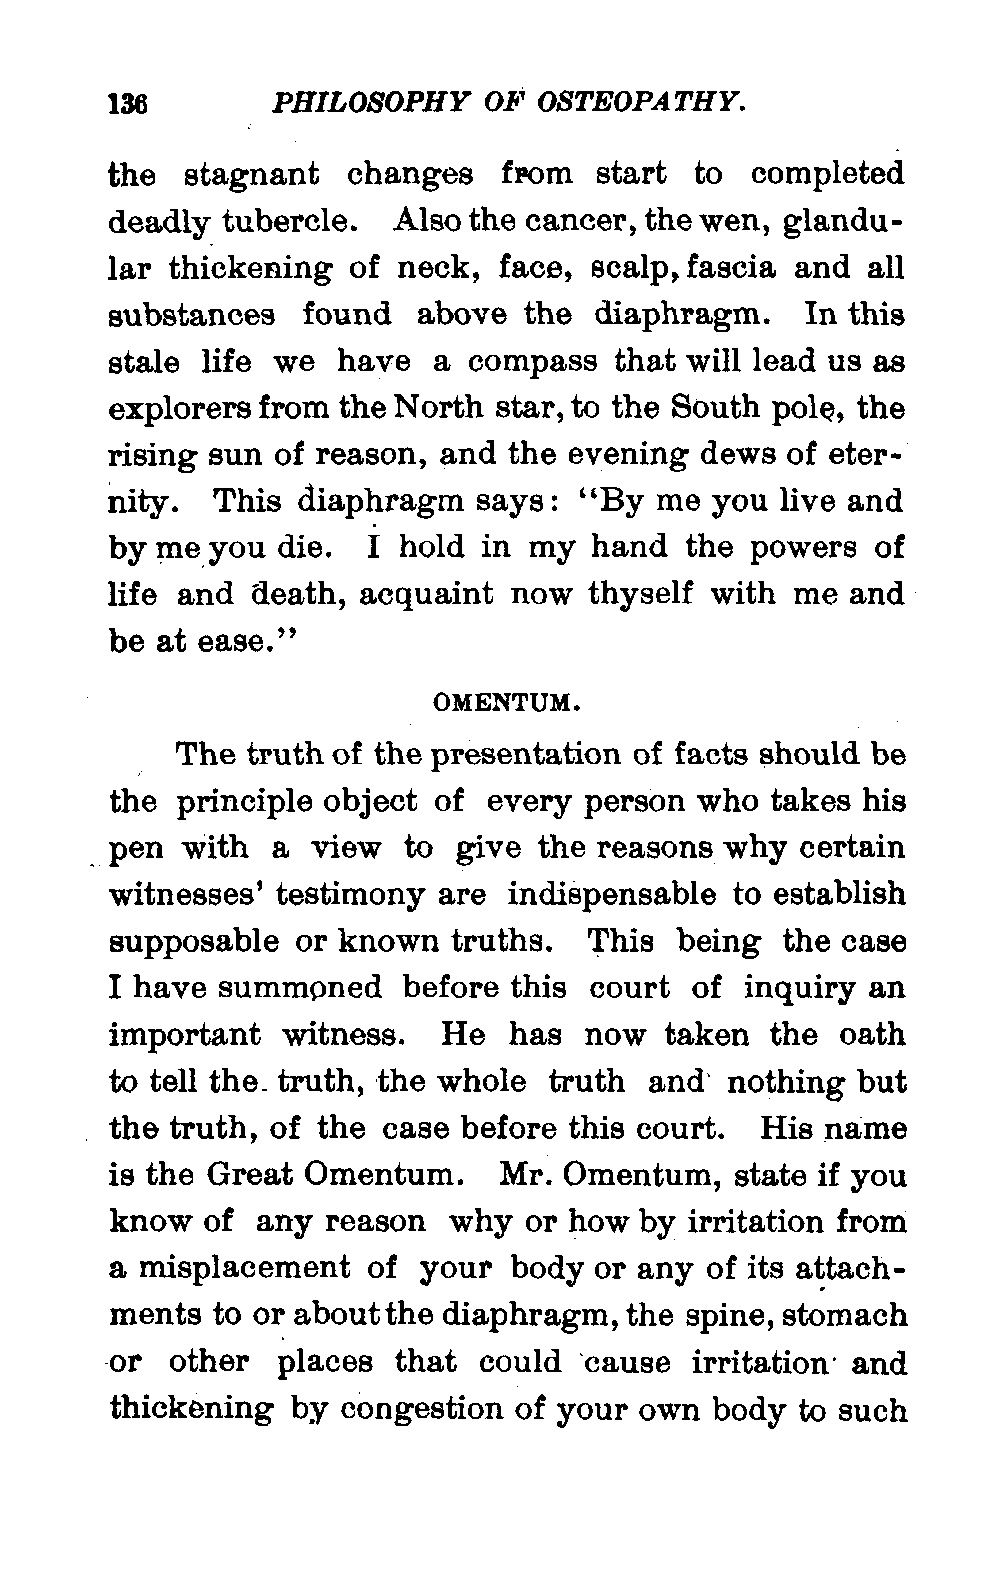 136 PHILOSOPHY OF OSTEOPATHY.
the stagnant changes from start to completed
deadly tubercle. Also the cancer, the wen, glandu-
lar thickening of neck, face, scalp, fascia and all
substances found above the diaphragm. In this
stale life we have a compass that will lead us as
explorers from the North star, to the South pole, the
rising sun of reason, and the evening dews of eter-
nity. This diaphragm says: “By me you live and
by me you die. I hold in my hand the powers of
life and death, acquaint now thyself with me and
be at ease.”
OMENTUM.
The truth of the presentation of facts should be
the principle object of every person who takes his
pen with a view to give the reasons why certain
witnesses' testimony are indispensable to establish
supposable or known truths. This being the case
I have summoned before this court of inquiry an
important witness. He has now taken the oath
to tell the truth, the whole truth and nothing but
the truth, of the case before this court. His name
is the Great Omentum. Mr. Omentum, state if you
know of any reason why or how by irritation from
a misplacement of your body or any of its attach-
ments to or about the diaphragm, the spine, stomach
or other places that could cause irritation and
thickening by congestion of your own body to such